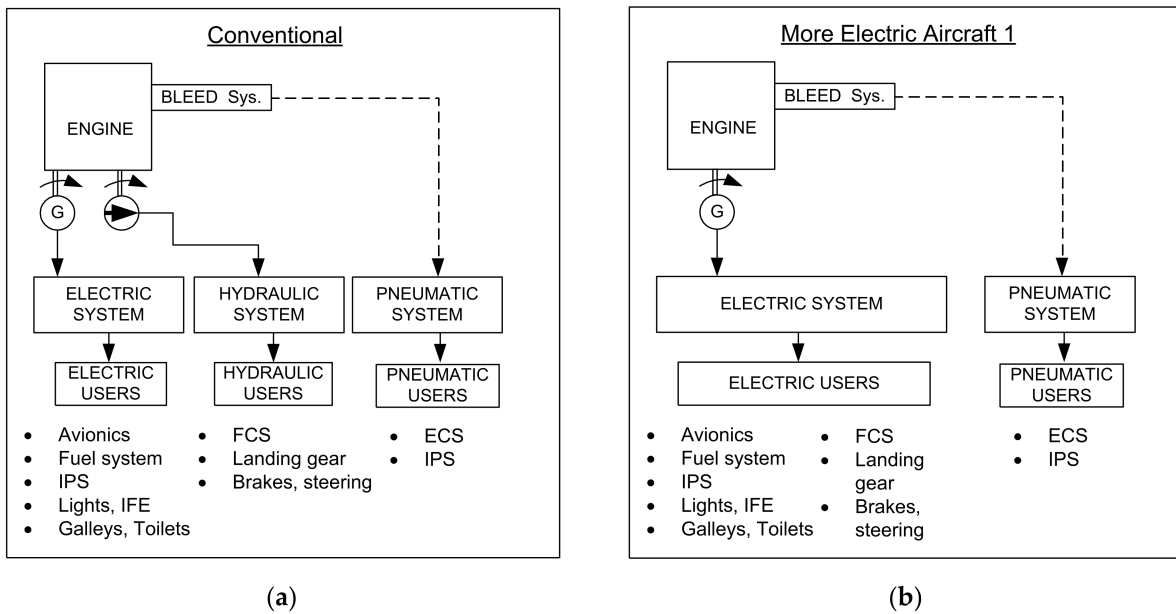 Conventional
BLEED Sys.
ENGINE
G
ELECTRIC
SYSTEM
HYDRAULIC
SYSTEM
PNEUMATIC
SYSTEM
ELECTRIC
USERS
HYDRAULIC
USERS
PNEUMATIC
USERS
• Avionics
• Fuel system
• IPS
• Lights, IFE
• Galleys, Toilets
• FCS
• Landing gear
• Brakes, steering
• ECS
• IPS
(a)
More Electric Aircraft 1
BLEED Sys.
ENGINE
G
ELECTRIC SYSTEM
PNEUMATIC
SYSTEM
ELECTRIC USERS
PNEUMATIC
USERS
• Avionics
• Fuel system
• IPS
• Lights, IFE
• Galleys, Toilets
• FCS
• Landing
gear
• Brakes,
steering
• ECS
• IPS
(b)